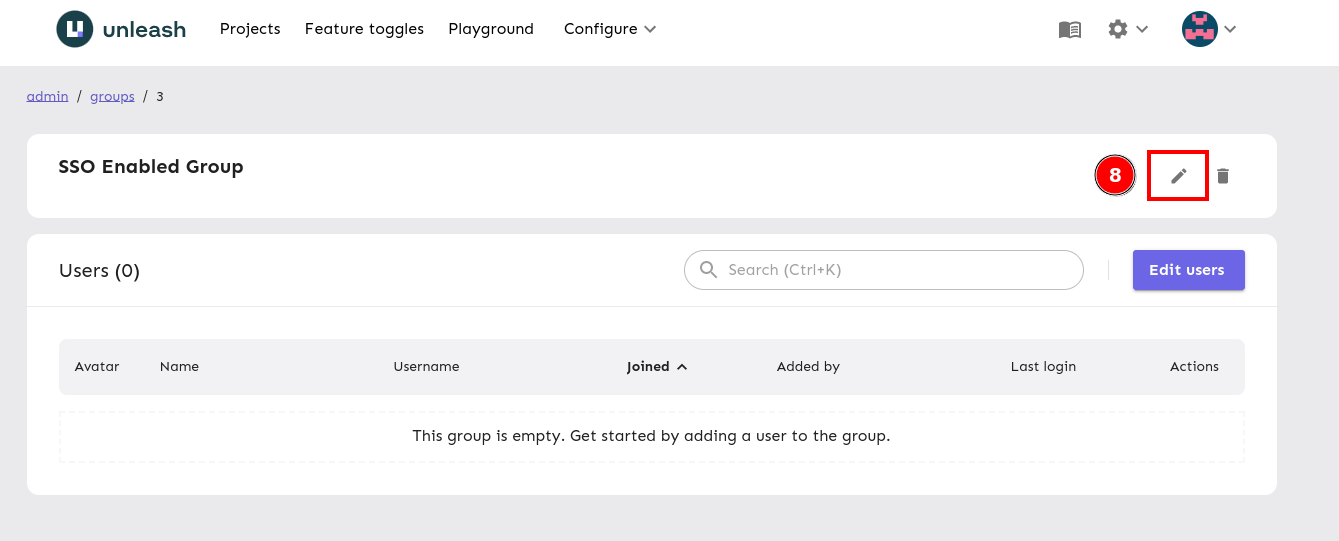 unleash Projects Feature toggles Playground Configure
admin / groups / 3
SSO Enabled Group
8
Users (0)
Search (Ctrl+K)
Edit users
Avatar Name Username Joined Added by Last login Actions
This group is empty. Get started by adding a user to the group.